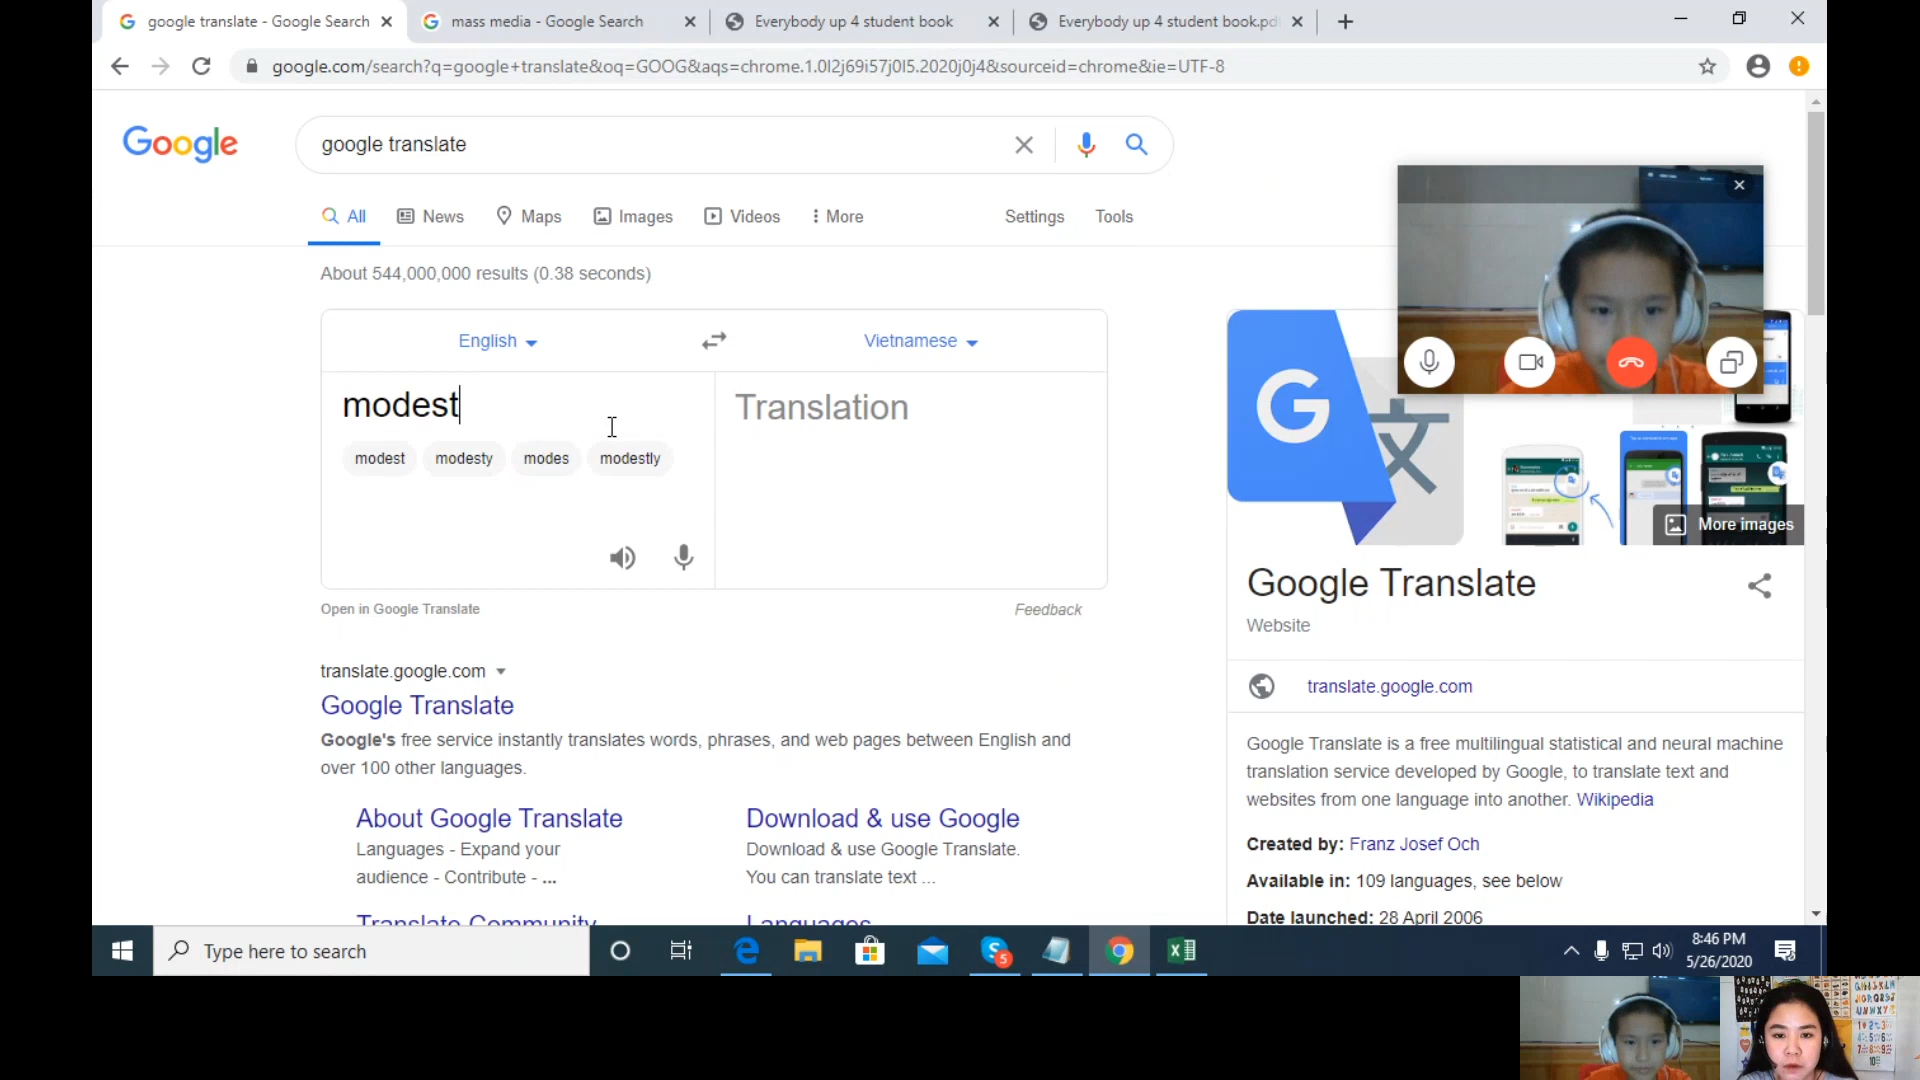 google translate - Google Search
mass media - Google Search
Everybody up 4 student book
Everybody up 4 student book.pd
google.com/search?q=google+translate&oq=GOOG&aqs=chrome.1.0l2j69i57j0l5.2020j0j4&sourceid=chrome&ie=UTF-8
Google
google translate
All
News
Maps
Images
Videos
More
Settings
Tools
About 544,000,000 results (0.38 seconds)
English
Vietnamese
modest
Translation
modest
modesty
modes
modestly
Open in Google Translate
Feedback
translate.google.com
Google Translate
Google's free service instantly translates words, phrases, and web pages between English and
over 100 other languages.
About Google Translate
Languages - Expand your
audience - Contribute - ...
Download & use Google
Download & use Google Translate.
You can translate text ...
Translate Community
Languages
G
More images
Google Translate
Website
translate.google.com
Google Translate is a free multilingual statistical and neural machine
translation service developed by Google, to translate text and
websites from one language into another. Wikipedia
Created by: Franz Josef Och
Available in: 109 languages, see below
Date launched: 28 April 2006
Type here to search
5
8:46 PM
5/26/2020